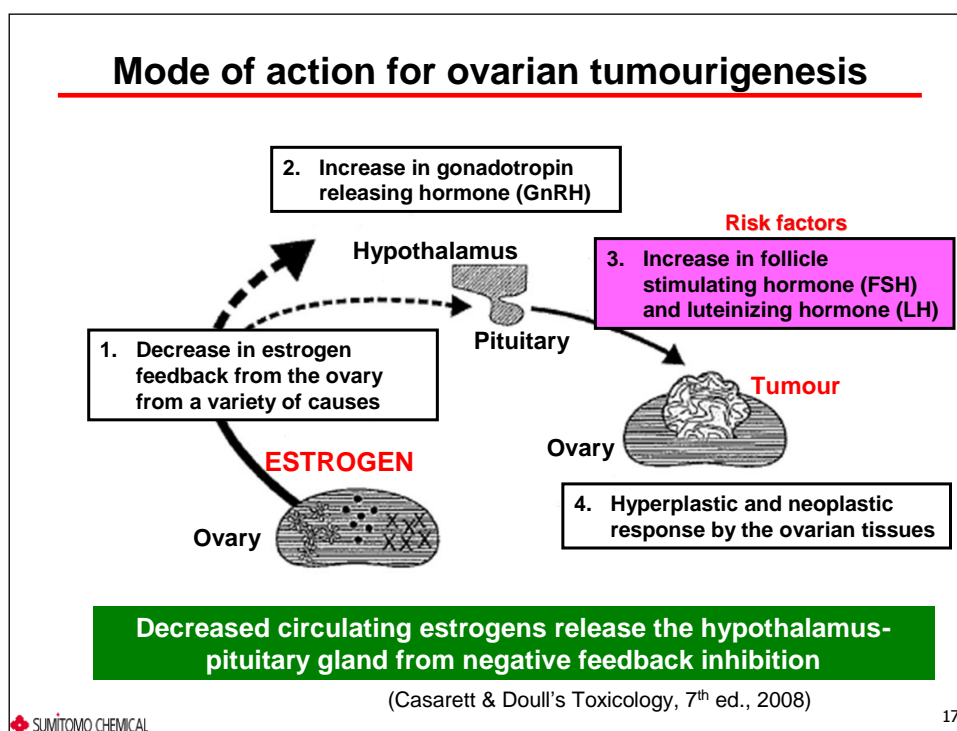 Mode of action for ovarian tumourigenesis
2. Increase in gonadotropin
releasing hormone (GnRH)
Risk factors
Hypothalamus
3. Increase in follicle
stimulating hormone (FSH)
and luteinizing hormone (LH)
Pituitary
1. Decrease in estrogen
feedback from the ovary
from a variety of causes
Tumour
Ovary
ESTROGEN
4. Hyperplastic and neoplastic
response by the ovarian tissues
Ovary
Decreased circulating estrogens release the hypothalamus-
pituitary gland from negative feedback inhibition
(Casarett & Doull’s Toxicology, 7th ed., 2008)
SUMITOMO CHEMICAL
17